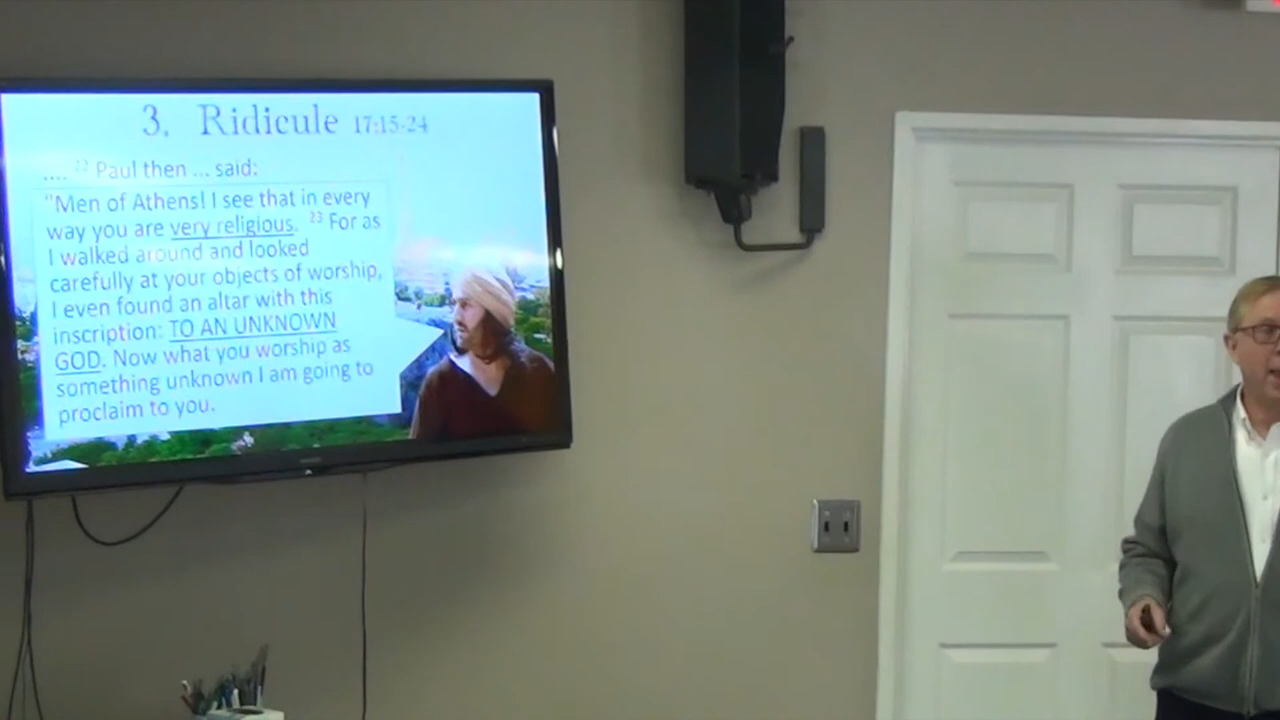 3. Ridicule 17:15-24
.... 22 Paul then ... said:
"Men of Athens! I see that in every
way you are very religious. 23 For as
I walked around and looked
carefully at your objects of worship,
I even found an altar with this
inscription: TO AN UNKNOWN
GOD. Now what you worship as
something unknown I am going to
proclaim to you.